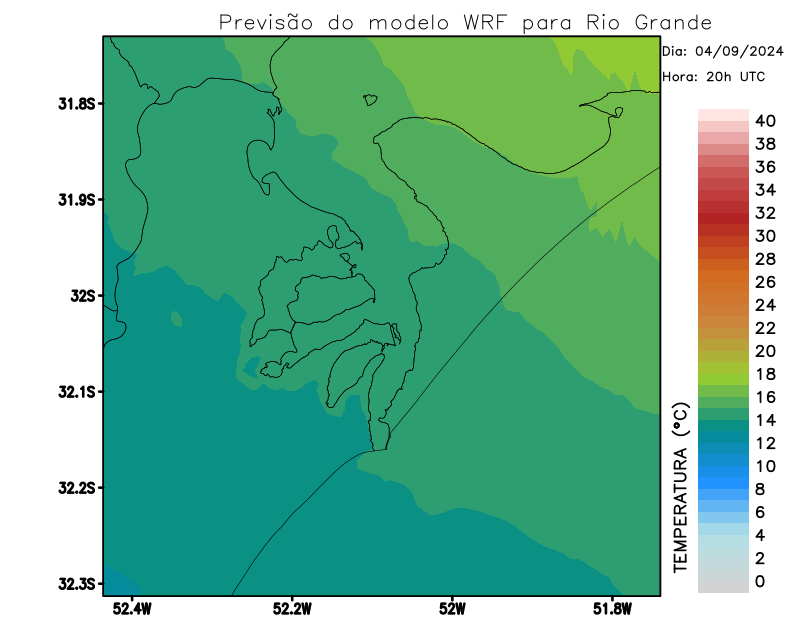 Previsão do modelo WRF para Rio Grande
Dia: 04/09/2024
Hora: 20h UTC
31.8S
31.9S
32S
32.1S
32.2S
32.3S
52.4W
52.2W
52W
51.8W
TEMPERATURA (°C)
40
38
36
34
32
30
28
26
24
22
20
18
16
14
12
10
8
6
4
2
0